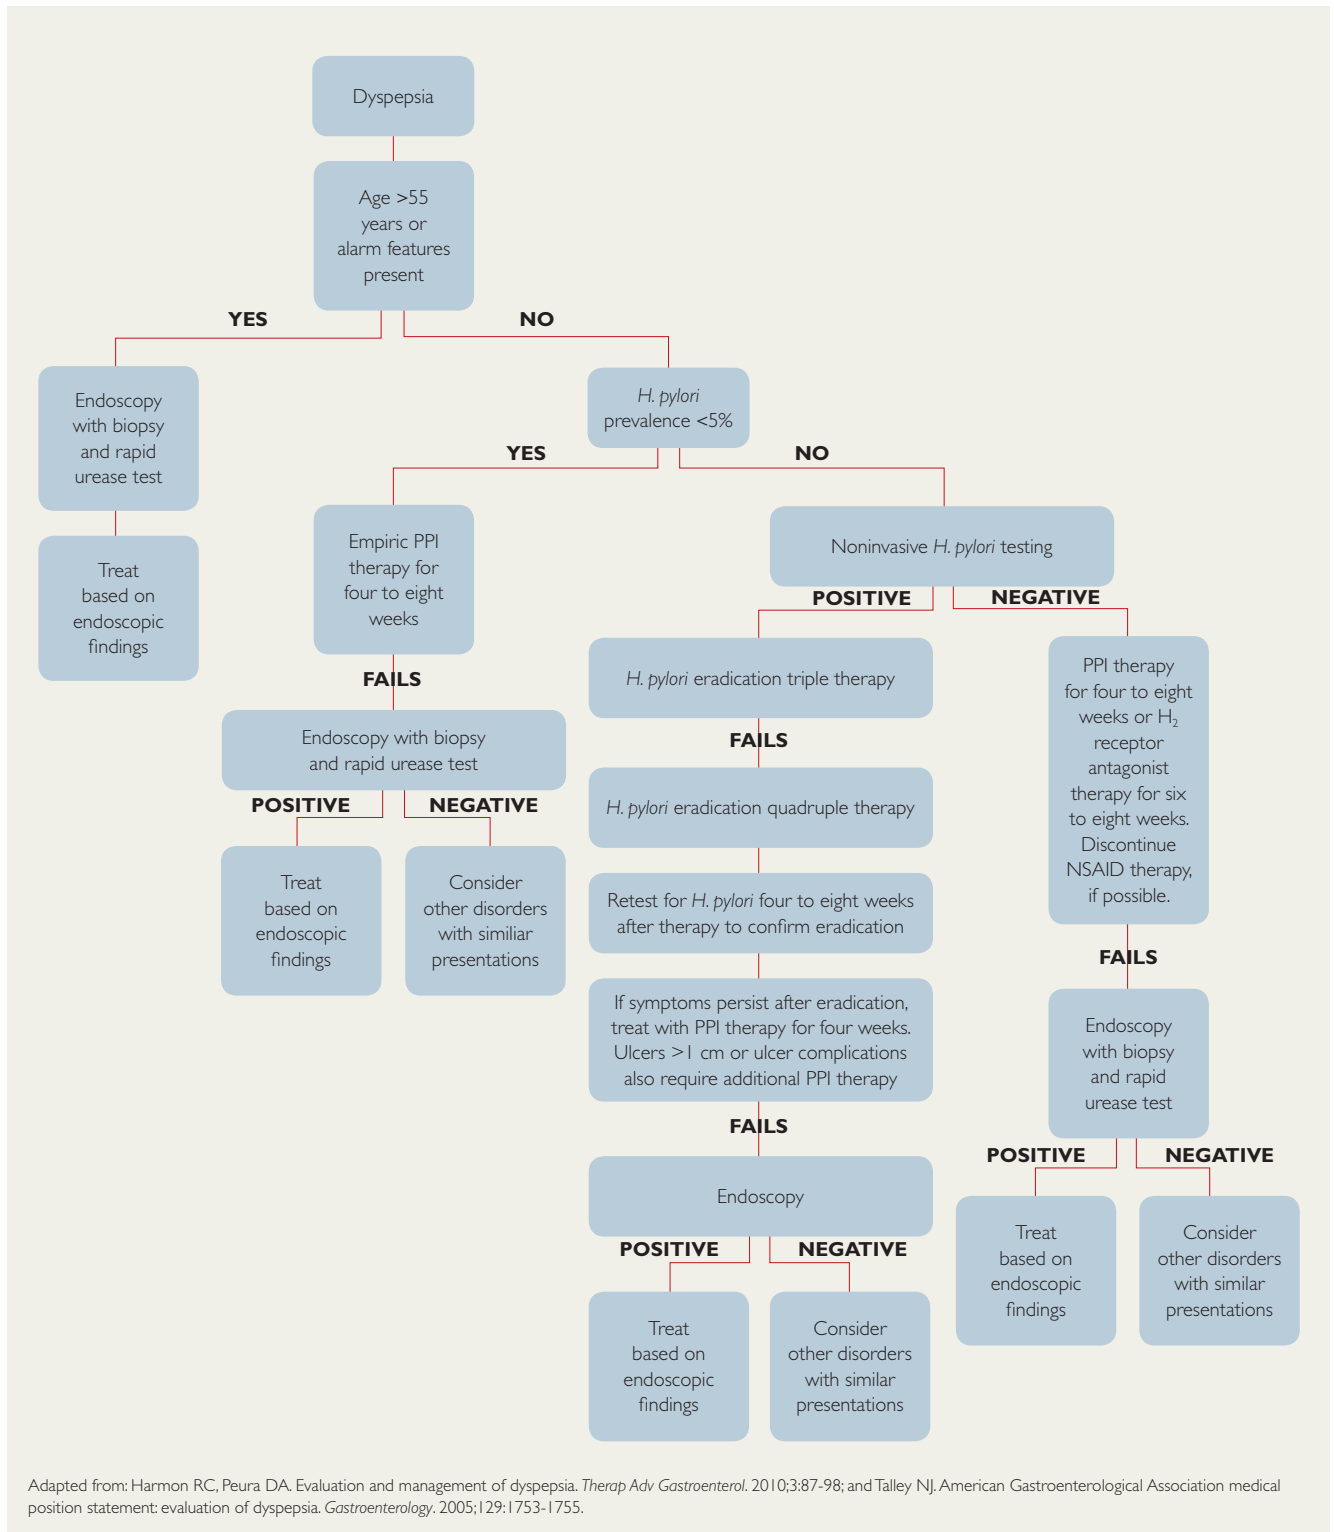 Dyspepsia
Age >55
years or
alarm features
present
YES
NO
Endoscopy
with biopsy
and rapid
urease test
Treat
based on
endoscopic
findings
H. pylori
prevalence <5%
YES
NO
Empiric PPI
therapy for
four to eight
weeks
FAILS
Endoscopy with biopsy
and rapid urease test
POSITIVE
NEGATIVE
Treat
based on
endoscopic
findings
Consider
other disorders
with similiar
presentations
Noninvasive H. pylori testing
POSITIVE
NEGATIVE
H. pylori eradication triple therapy
FAILS
H. pylori eradication quadruple therapy
Retest for H. pylori four to eight weeks
after therapy to confirm eradication
If symptoms persist after eradication,
treat with PPI therapy for four weeks.
Ulcers >1 cm or ulcer complications
also require additional PPI therapy
FAILS
Endoscopy
POSITIVE
NEGATIVE
Treat
based on
endoscopic
findings
Consider
other disorders
with similar
presentations
PPI therapy
for four to eight
weeks or H₂
receptor
antagonist
therapy for six
to eight weeks.
Discontinue
NSAID therapy,
if possible.
FAILS
Endoscopy
with biopsy
and rapid
urease test
POSITIVE
NEGATIVE
Treat
based on
endoscopic
findings
Consider
other disorders
with similar
presentations
Adapted from: Harmon RC, Peura DA. Evaluation and management of dyspepsia. Therap Adv Gastroenterol. 2010;3:87-98; and Talley NJ. American Gastroenterological Association medical
position statement: evaluation of dyspepsia. Gastroenterology. 2005;129:1753-1755.